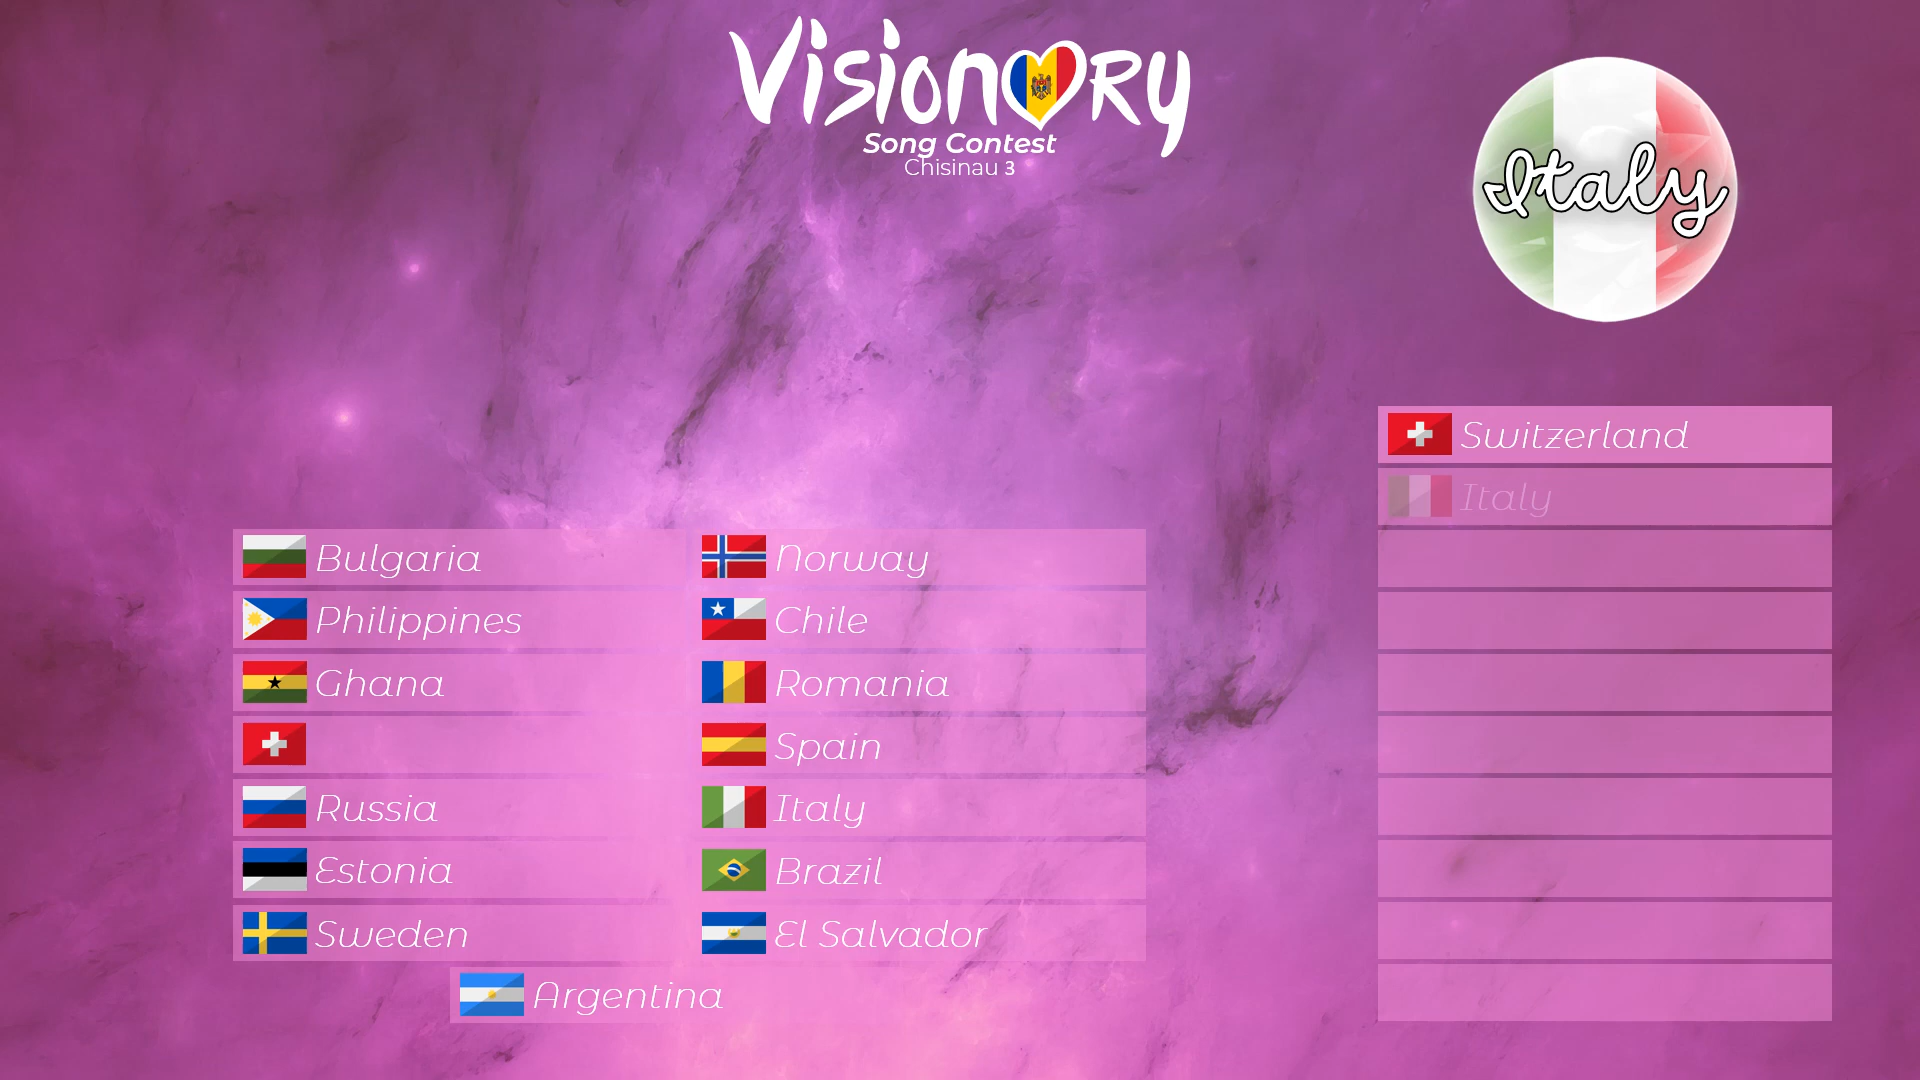 Visionary
Song Contest
Chisinau 3
Italy
Switzerland
Italy
Bulgaria
Norway
Philippines
Chile
Ghana
Romania
Spain
Russia
Italy
Estonia
Brazil
Sweden
El Salvador
Argentina